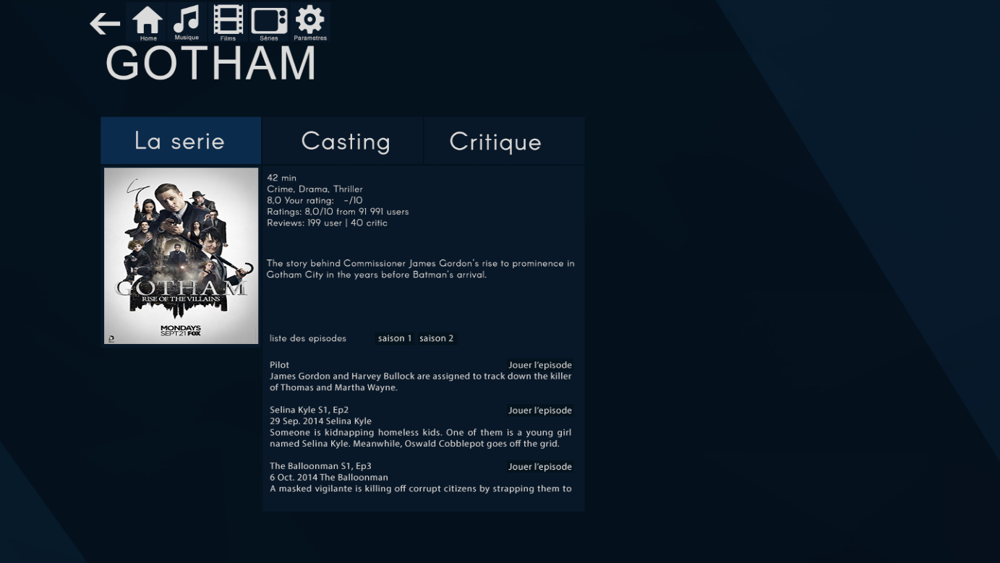 Home
Musique
Films
Séries
Parametres
GOTHAM
La serie
Casting
Critique
GOTHAM
RISE OF THE VILLAINS
MONDAYS
SEPT 21 FOX
42 min
Crime, Drama, Thriller
8,0 Your rating: -/10
Ratings: 8,0/10 from 91 991 users
Reviews: 199 user | 40 critic
The story behind Commissioner James Gordon's rise to prominence in
Gotham City in the years before Batman's arrival.
liste des episodes saison 1 saison 2
Pilot Jouer l'episode
James Gordon and Harvey Bullock are assigned to track down the killer
of Thomas and Martha Wayne.
Selina Kyle S1, Ep2 Jouer l'episode
29 Sep. 2014 Selina Kyle
Someone is kidnapping homeless kids. One of them is a young girl
named Selina Kyle. Meanwhile, Oswald Cobblepot goes off the grid.
The Balloonman S1, Ep3 Jouer l'episode
6 Oct. 2014 The Balloonman
A masked vigilante is killing off corrupt citizens by strapping them to